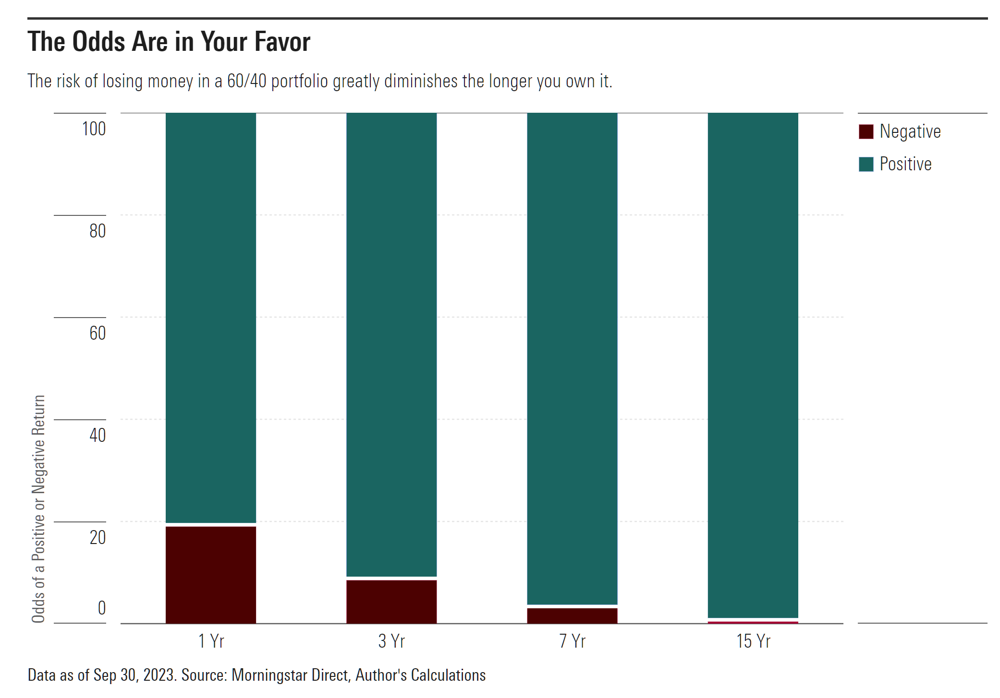 The Odds Are in Your Favor
The risk of losing money in a 60/40 portfolio greatly diminishes the longer you own it.
100
80
60
40
20
0
Odds of a Positive or Negative Return
Negative
Positive
1 Yr
3 Yr
7 Yr
15 Yr
Data as of Sep 30, 2023. Source: Morningstar Direct, Author's Calculations